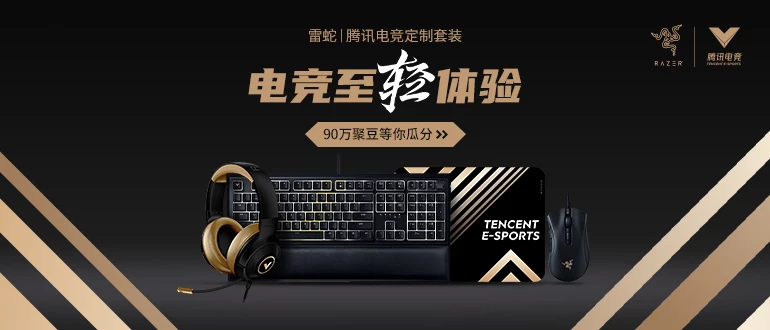 雷蛇|腾讯电竞定制套装
电竞至轻体验
90万聚豆等你瓜分
RAZER
腾讯电竞
TENCENT E-SPORTS
TENCENT
E-SPORTS